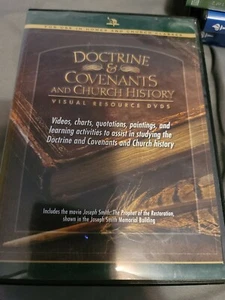 DOCTRINE
& COVENANTS
AND CHURCH HISTORY
VISUAL RESOURCE DVDS
Videos, charts, quotations, paintings, and
learning activities to assist in studying the
Doctrine and Covenants and Church history
Includes the movie Joseph Smith: The Prophet of the Restoration,
shown in the Joseph Smith Memorial Building